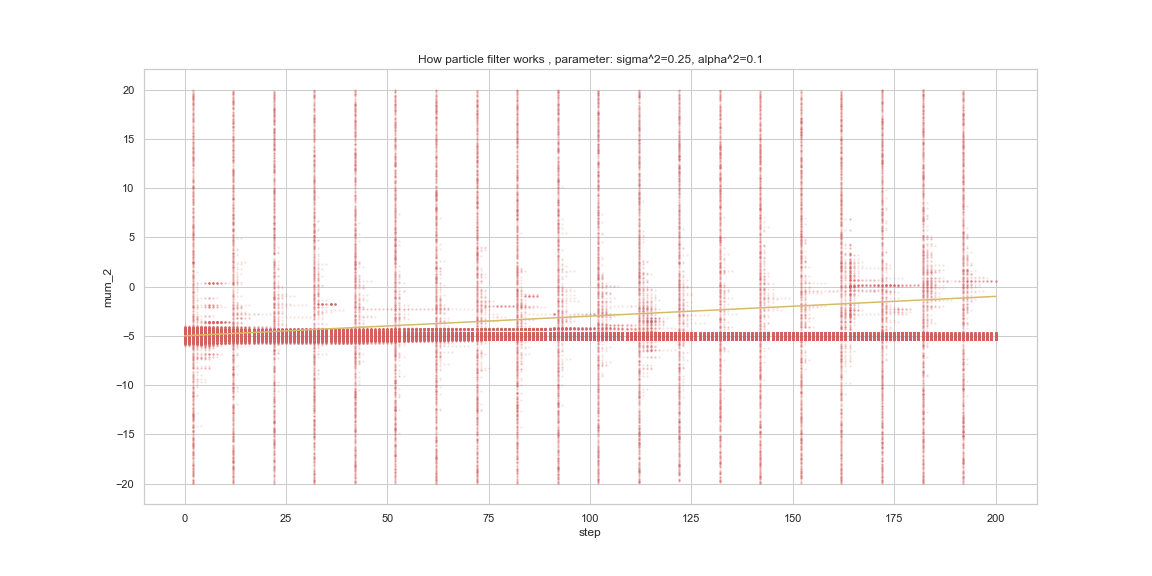 How particle filter works , parameter: sigma^2=0.25, alpha^2=0.1
20
15
10
5
0
−5
−10
−15
−20
mum_2
0 25 50 75 100 125 150 175 200
step